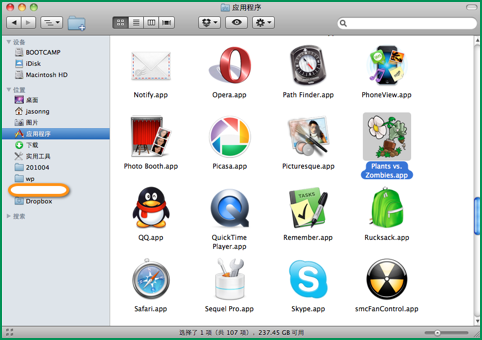 应用程序
设备
BOOTCAMP
iDisk
Macintosh HD
位置
桌面
jasonng
图片
应用程序
下载
实用工具
201004
wp
Dropbox
搜索
Notify.app
Opera.app
Path Finder.app
PhoneView.app
Photo Booth.app
Picasa.app
Picturesque.app
Plants vs.
Zombies.app
QQ.app
QuickTime
Player.app
Remember.app
Rucksack.app
Safari.app
Sequel Pro.app
Skype.app
smcFanControl.app
选择了 1 项（共 107 项），237.45 GB 可用